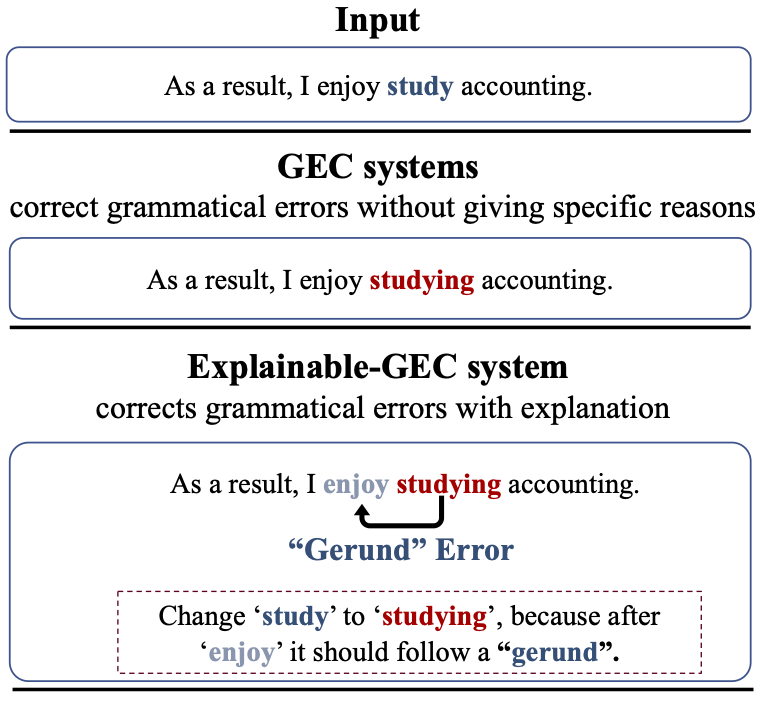 Input
As a result, I enjoy study accounting.
GEC systems
correct grammatical errors without giving specific reasons
As a result, I enjoy studying accounting.
Explainable-GEC system
corrects grammatical errors with explanation
As a result, I enjoy studying accounting.
“Gerund” Error
Change ‘study’ to ‘studying’, because after
‘enjoy’ it should follow a “gerund”.